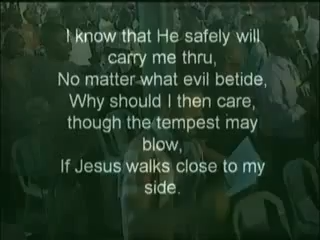 I know that He safely will
carry me thru,
No matter what evil betide,
Why should I then care,
though the tempest may
blow,
If Jesus walks close to my
side.